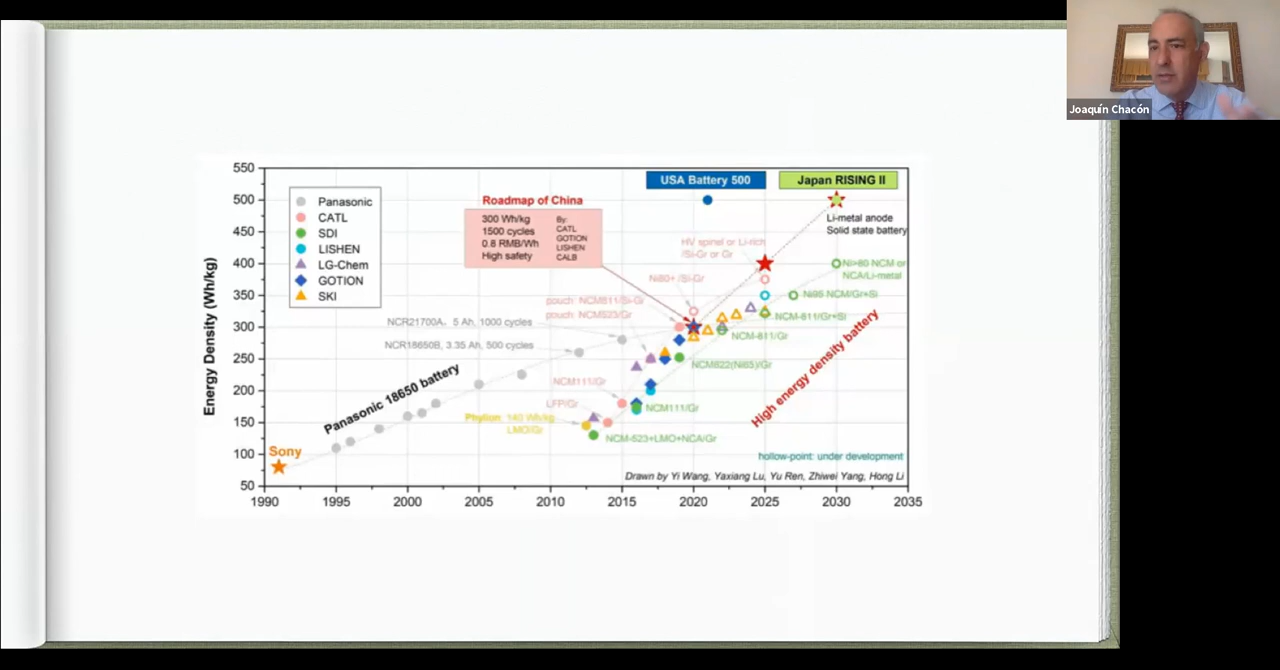 Joaquín Chacón
550
500
450
400
350
300
250
200
150
100
50
Energy Density (Wh/kg)
1990
1995
2000
2005
2010
2015
2020
2025
2030
2035
Panasonic
CATL
SDI
LISHEN
LG-Chem
GOTION
SKI
Roadmap of China
300 Wh/kg
1500 cycles
0.8 RMB/Wh
High safety
By:
CATL
GOTION
LISHEN
CALB
USA Battery 500
Japan RISING II
Li-metal anode
Solid state battery
HV spinel or Li-rich
/Si-Gr or Gr
Ni>80 NCM or
NCA/Li-metal
Ni80+ /Si-Gr
Ni95 NCM/Gr+Si
pouch: NCM811/Si-Gr
pouch: NCM523/Gr
NCM-811/Gr+Si
NCR21700A, 5 Ah, 1000 cycles
NCM-811/Gr
NCR18650B, 3.35 Ah, 500 cycles
NCM622(Ni65)/Gr
Panasonic 18650 battery
NCM111/Gr
LFP/Gr
NCM111/Gr
Phylion: 140 Wh/kg
LMO/Gr
NCM-523+LMO+NCA/Gr
High energy density battery
Sony
hollow-point: under development
Drawn by Yi Wang, Yaxiang Lu, Yu Ren, Zhiwei Yang, Hong Li